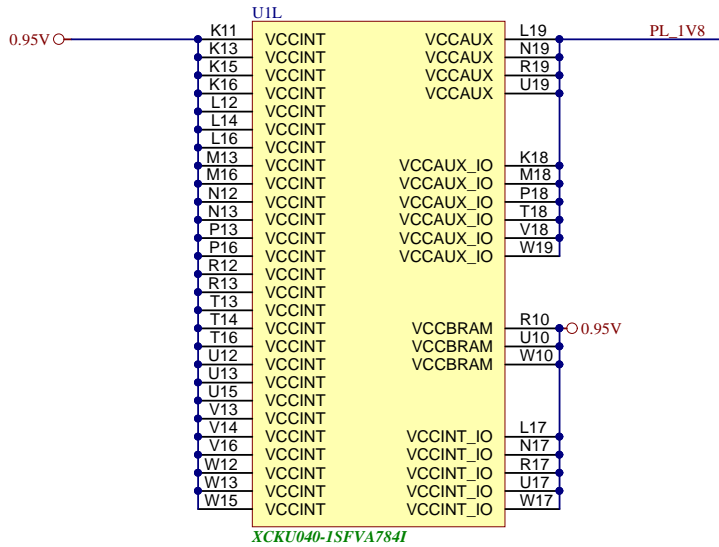 U1L
0.95V K11 VCCINT VCCAUX L19 PL_1V8
K13 VCCINT VCCAUX N19
K15 VCCINT VCCAUX R19
K16 VCCINT VCCAUX U19
L12 VCCINT
L14 VCCINT
L16 VCCINT
M13 VCCINT VCCAUX_IO K18
M16 VCCINT VCCAUX_IO M18
N12 VCCINT VCCAUX_IO P18
N13 VCCINT VCCAUX_IO T18
P13 VCCINT VCCAUX_IO V18
P16 VCCINT VCCAUX_IO W19
R12 VCCINT
R13 VCCINT
T13 VCCINT
T14 VCCINT VCCBRAM R10 0.95V
T16 VCCINT VCCBRAM U10
U12 VCCINT VCCBRAM W10
U13 VCCINT
U15 VCCINT
V13 VCCINT
V14 VCCINT VCCINT_IO L17
V16 VCCINT VCCINT_IO N17
W12 VCCINT VCCINT_IO R17
W13 VCCINT VCCINT_IO U17
W15 VCCINT VCCINT_IO W17
XCKU040-1SFVA784I